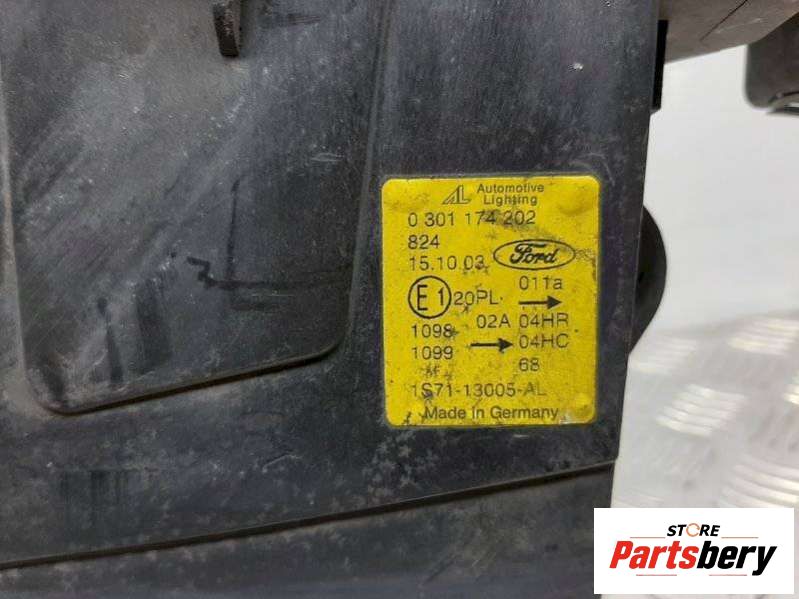 AL Automotive
Lighting
0 301 174 202
824
15.10.03 Ford
011a
E1 20PL
1098 02A 04HR
1099 04HC
68
1S71-13005-AL
Made in Germany
STORE
Partsbery